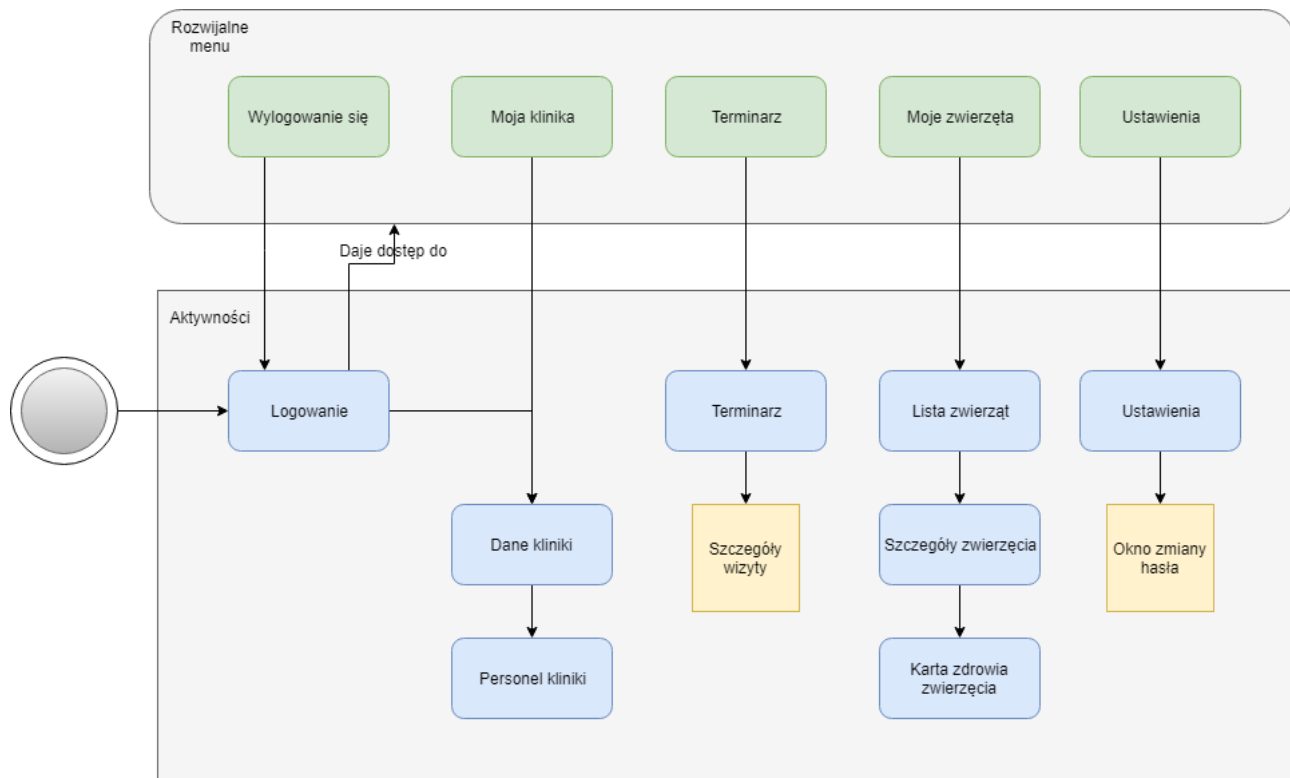 Rozwijalne
menu
Wylogowanie się
Moja klinika
Terminarz
Moje zwierzęta
Ustawienia
Daje dostęp do
Aktywności
Logowanie
Terminarz
Lista zwierząt
Ustawienia
Dane kliniki
Szczegóły
wizyty
Szczegóły zwierzęcia
Okno zmiany
hasła
Personel kliniki
Karta zdrowia
zwierzęcia